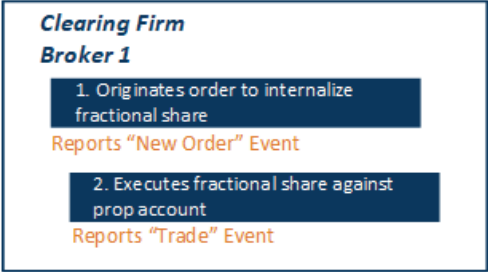 Clearing Firm
Broker 1
1. Originates order to internalize
fractional share
Reports “New Order” Event
2. Executes fractional share against
prop account
Reports “Trade” Event